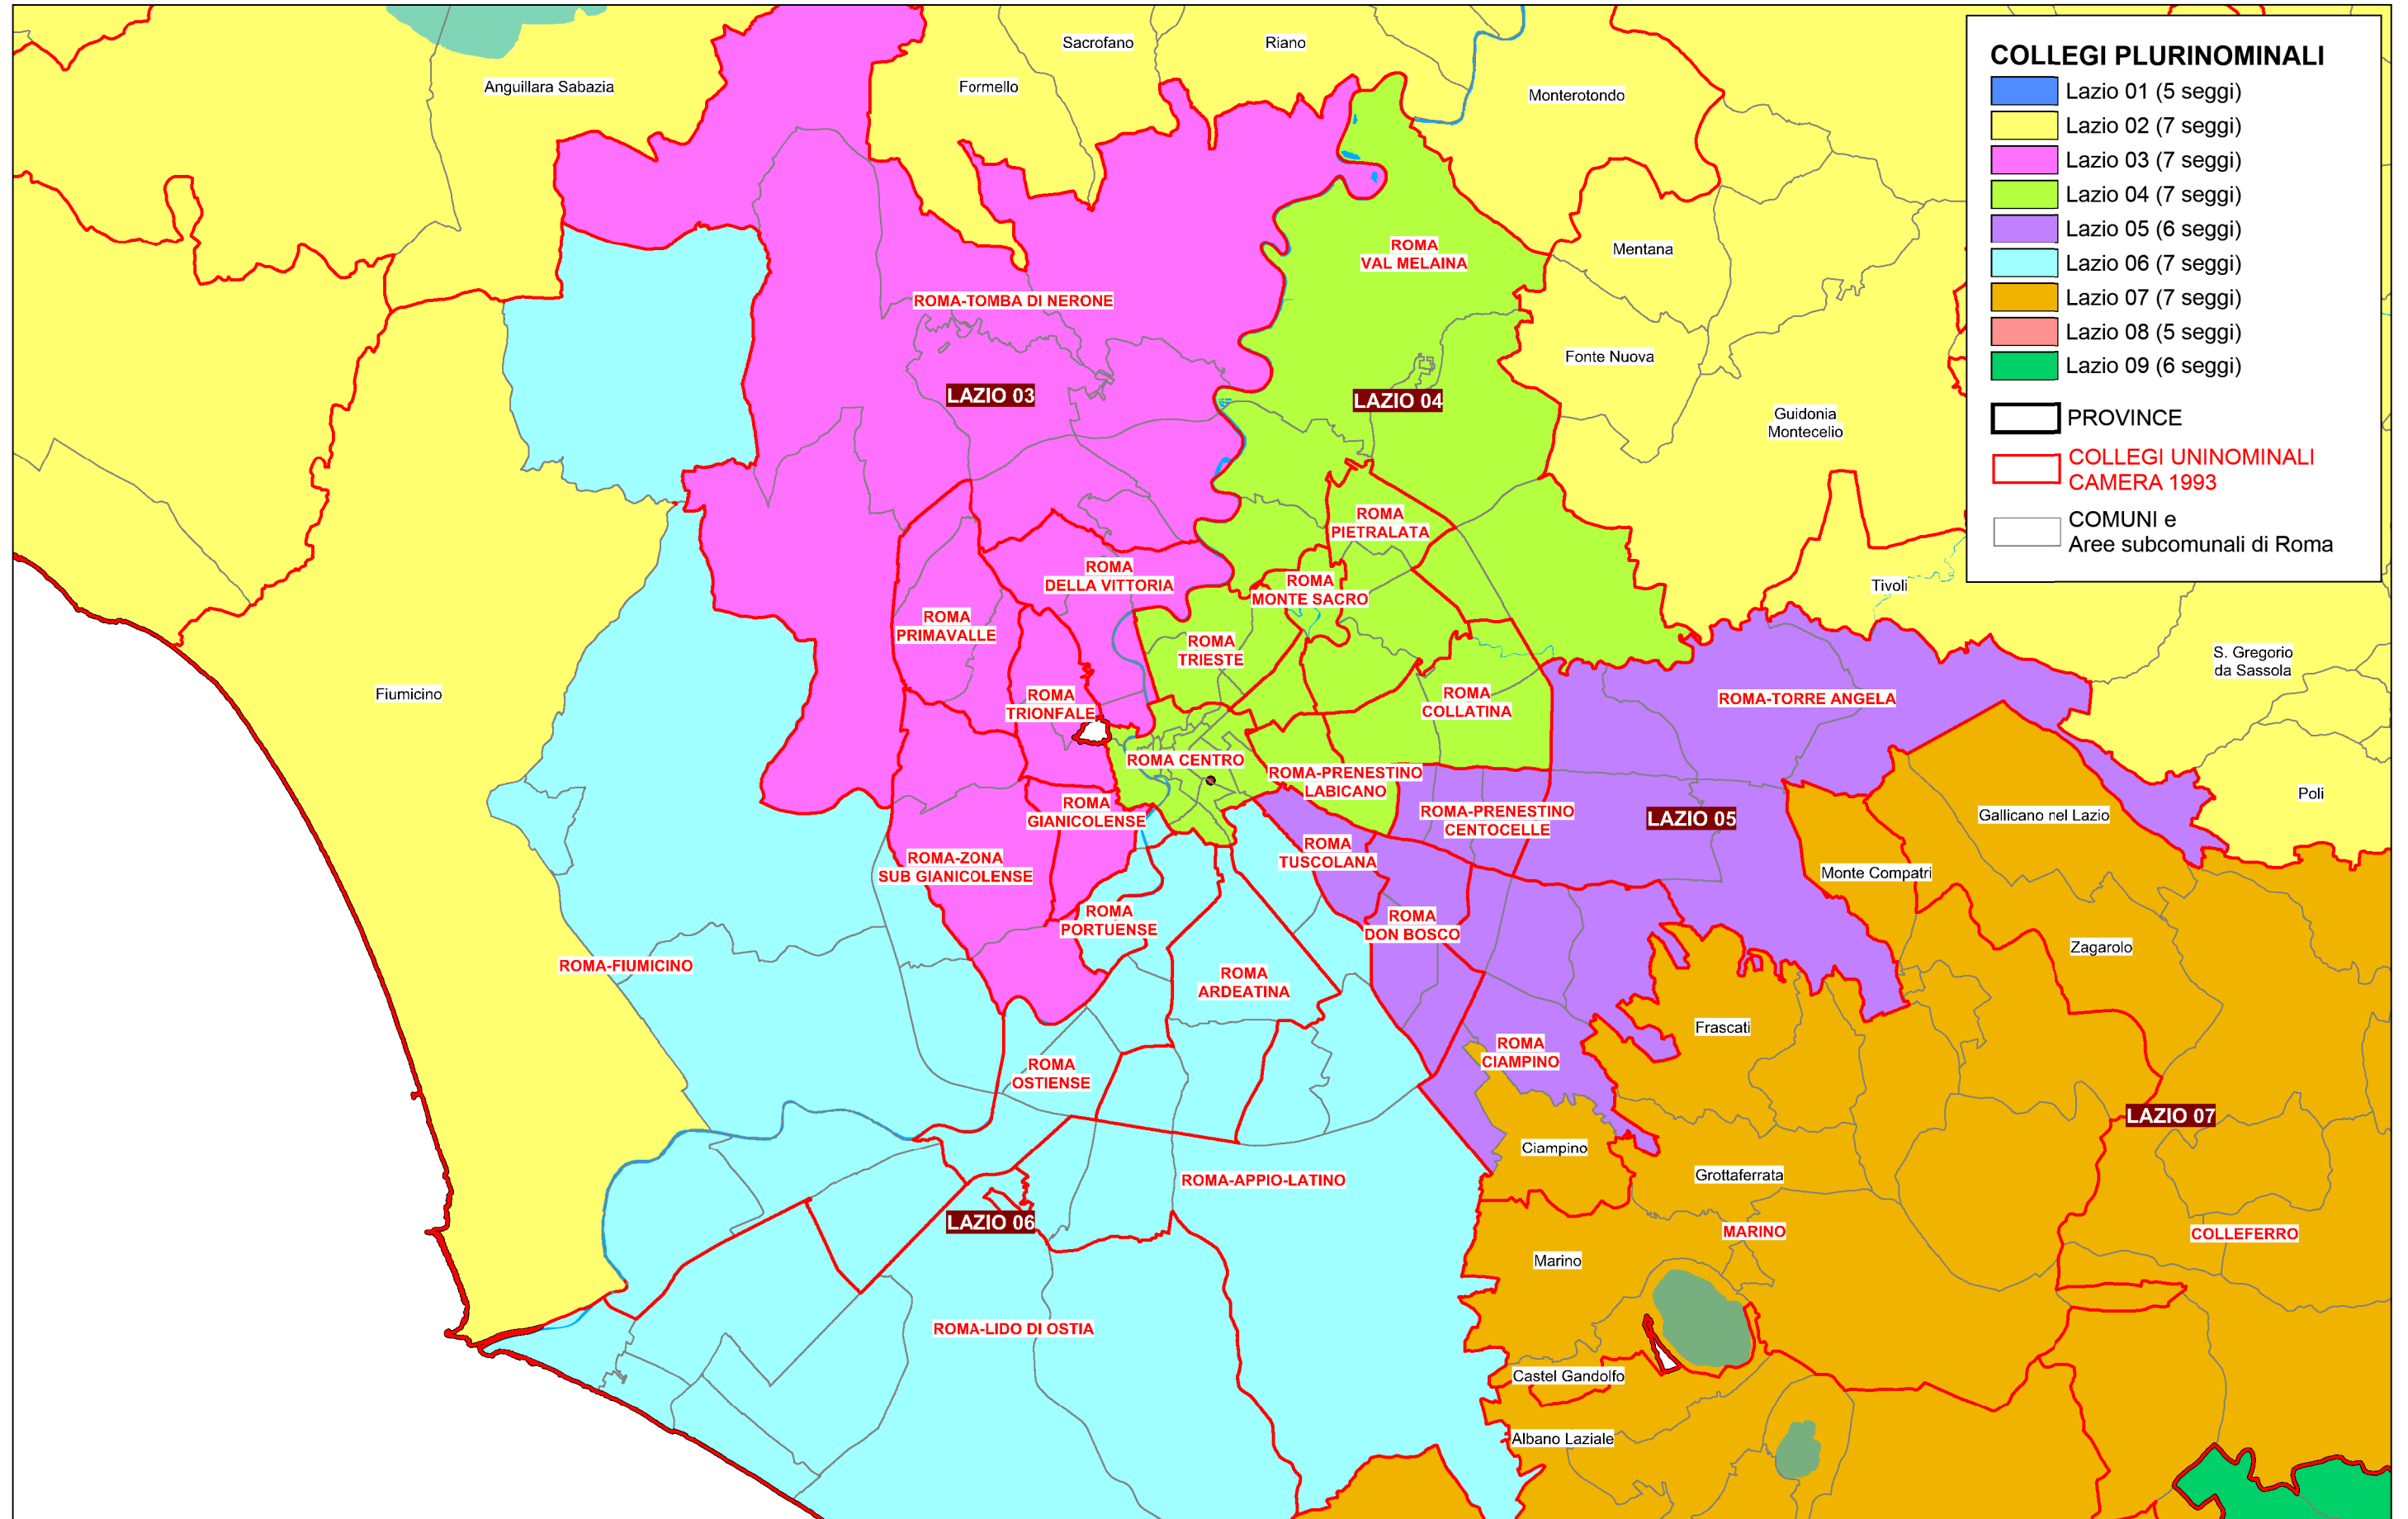 COLLEGI PLURINOMINALI
Lazio 01 (5 seggi)
Lazio 02 (7 seggi)
Lazio 03 (7 seggi)
Lazio 04 (7 seggi)
Lazio 05 (6 seggi)
Lazio 06 (7 seggi)
Lazio 07 (7 seggi)
Lazio 08 (5 seggi)
Lazio 09 (6 seggi)
PROVINCE
COLLEGI UNINOMINALI
CAMERA 1993
COMUNI e
Aree subcomunali di Roma
Sacrofano
Riano
Anguillara Sabazia
Formello
Monterotondo
ROMA
VAL MELAINA
Mentana
ROMA-TOMBA DI NERONE
Fonte Nuova
LAZIO 03
LAZIO 04
Guidonia
Montecelio
ROMA
PIETRALATA
ROMA
DELLA VITTORIA
ROMA
MONTE SACRO
Tivoli
ROMA
PRIMAVALLE
ROMA
TRIESTE
S. Gregorio
da Sassola
Fiumicino
ROMA
TRIONFALE
ROMA
COLLATINA
ROMA-TORRE ANGELA
ROMA CENTRO
ROMA-PRENESTINO
LABICANO
Poli
ROMA
GIANICOLENSE
ROMA-PRENESTINO
CENTOCELLE
LAZIO 05
Gallicano nel Lazio
ROMA-ZONA
SUB GIANICOLENSE
ROMA
TUSCOLANA
Monte Compatri
ROMA
PORTUENSE
ROMA
DON BOSCO
Zagarolo
ROMA-FIUMICINO
ROMA
ARDEATINA
Frascati
ROMA
OSTIENSE
ROMA
CIAMPINO
LAZIO 07
Ciampino
Grottaferrata
ROMA-APPIO-LATINO
LAZIO 06
MARINO
COLLEFERRO
Marino
ROMA-LIDO DI OSTIA
Castel Gandolfo
Albano Laziale